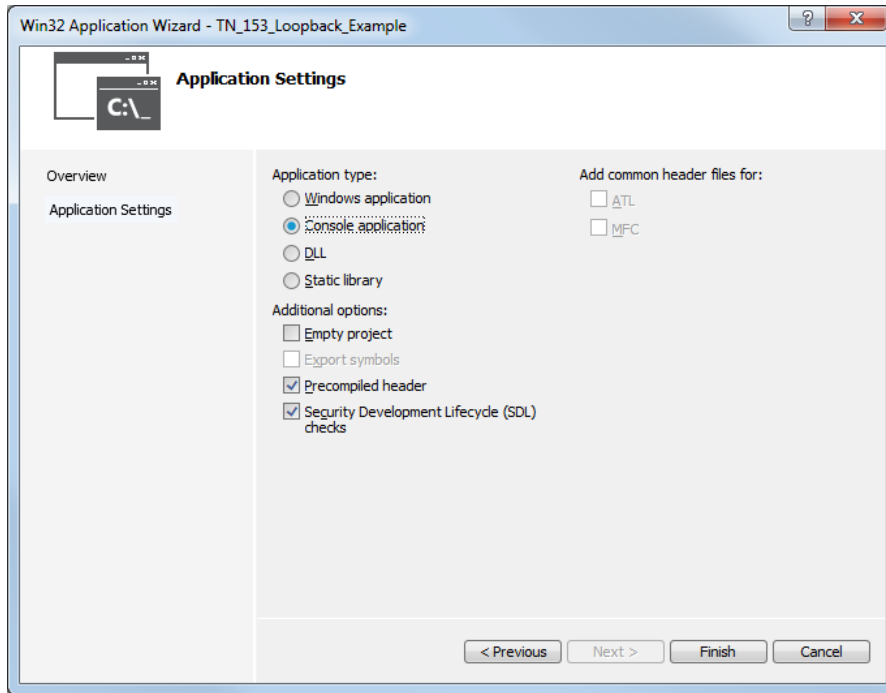 Win32 Application Wizard - TN_153_Loopback_Example
?
X
C:\_
Application Settings
Overview
Application Settings
Application type:
Windows application
Console application
DLL
Static library
Additional options:
Empty project
Export symbols
Precompiled header
Security Development Lifecycle (SDL)
checks
Add common header files for:
ATL
MFC
< Previous
Next >
Finish
Cancel